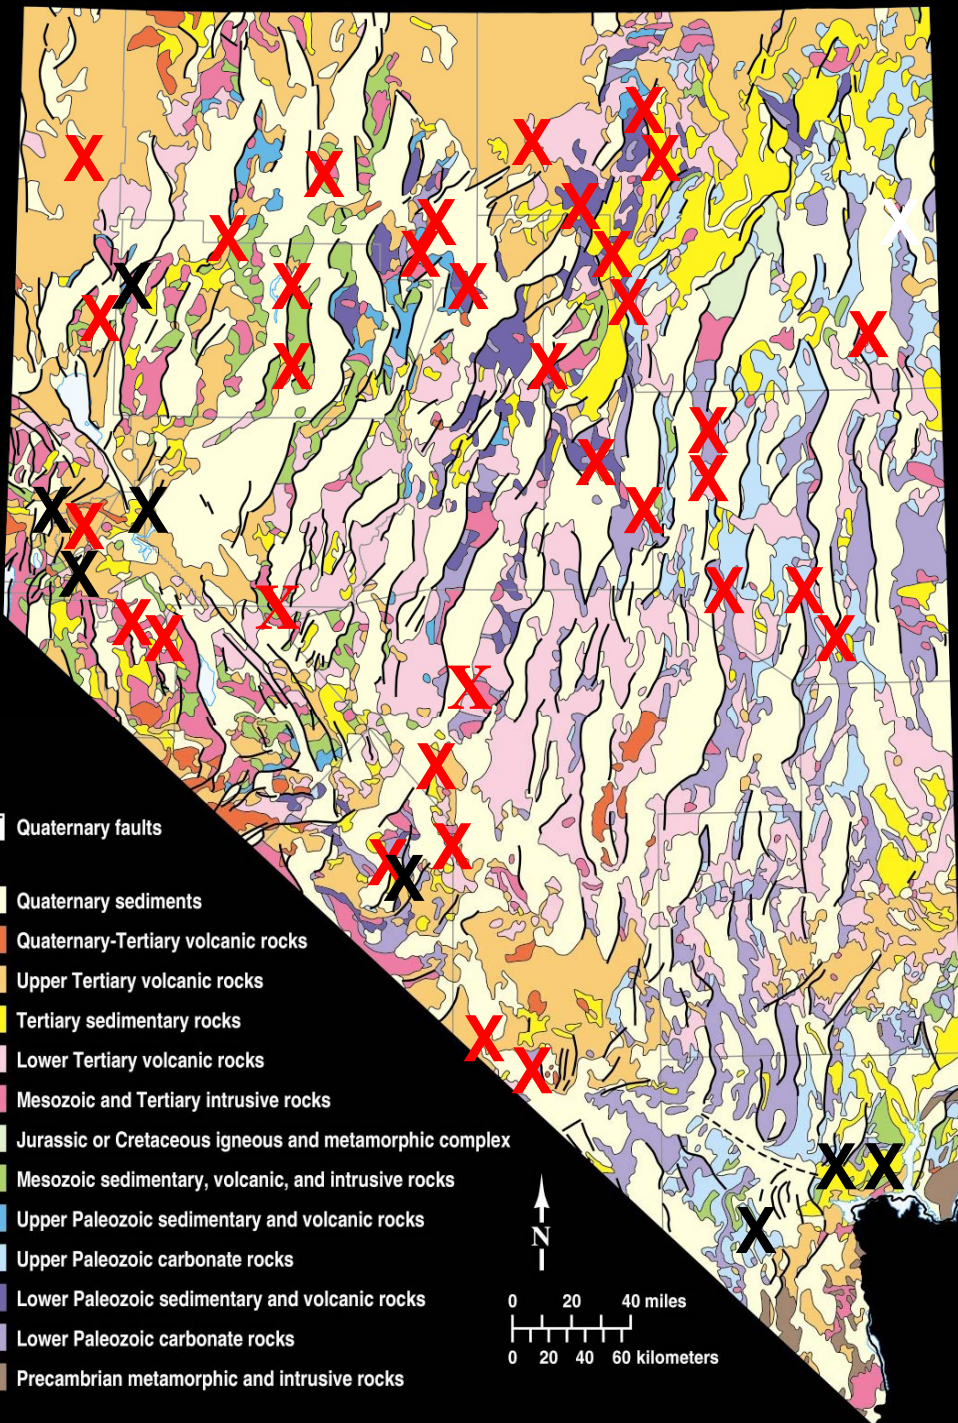 X X
X X
X
X X
X X
X
X
X X X
X X
X
X X
X
X
X X
X
X X X
X
X
X X X
X X
X
X
X
X
X X
X
X
X X
X
Quaternary faults
Quaternary sediments
Quaternary-Tertiary volcanic rocks
Upper Tertiary volcanic rocks
Tertiary sedimentary rocks
Lower Tertiary volcanic rocks
Mesozoic and Tertiary intrusive rocks
Jurassic or Cretaceous igneous and metamorphic complex
Mesozoic sedimentary, volcanic, and intrusive rocks
Upper Paleozoic sedimentary and volcanic rocks
Upper Paleozoic carbonate rocks
Lower Paleozoic sedimentary and volcanic rocks
Lower Paleozoic carbonate rocks
Precambrian metamorphic and intrusive rocks
N
0 20 40 miles
0 20 40 60 kilometers